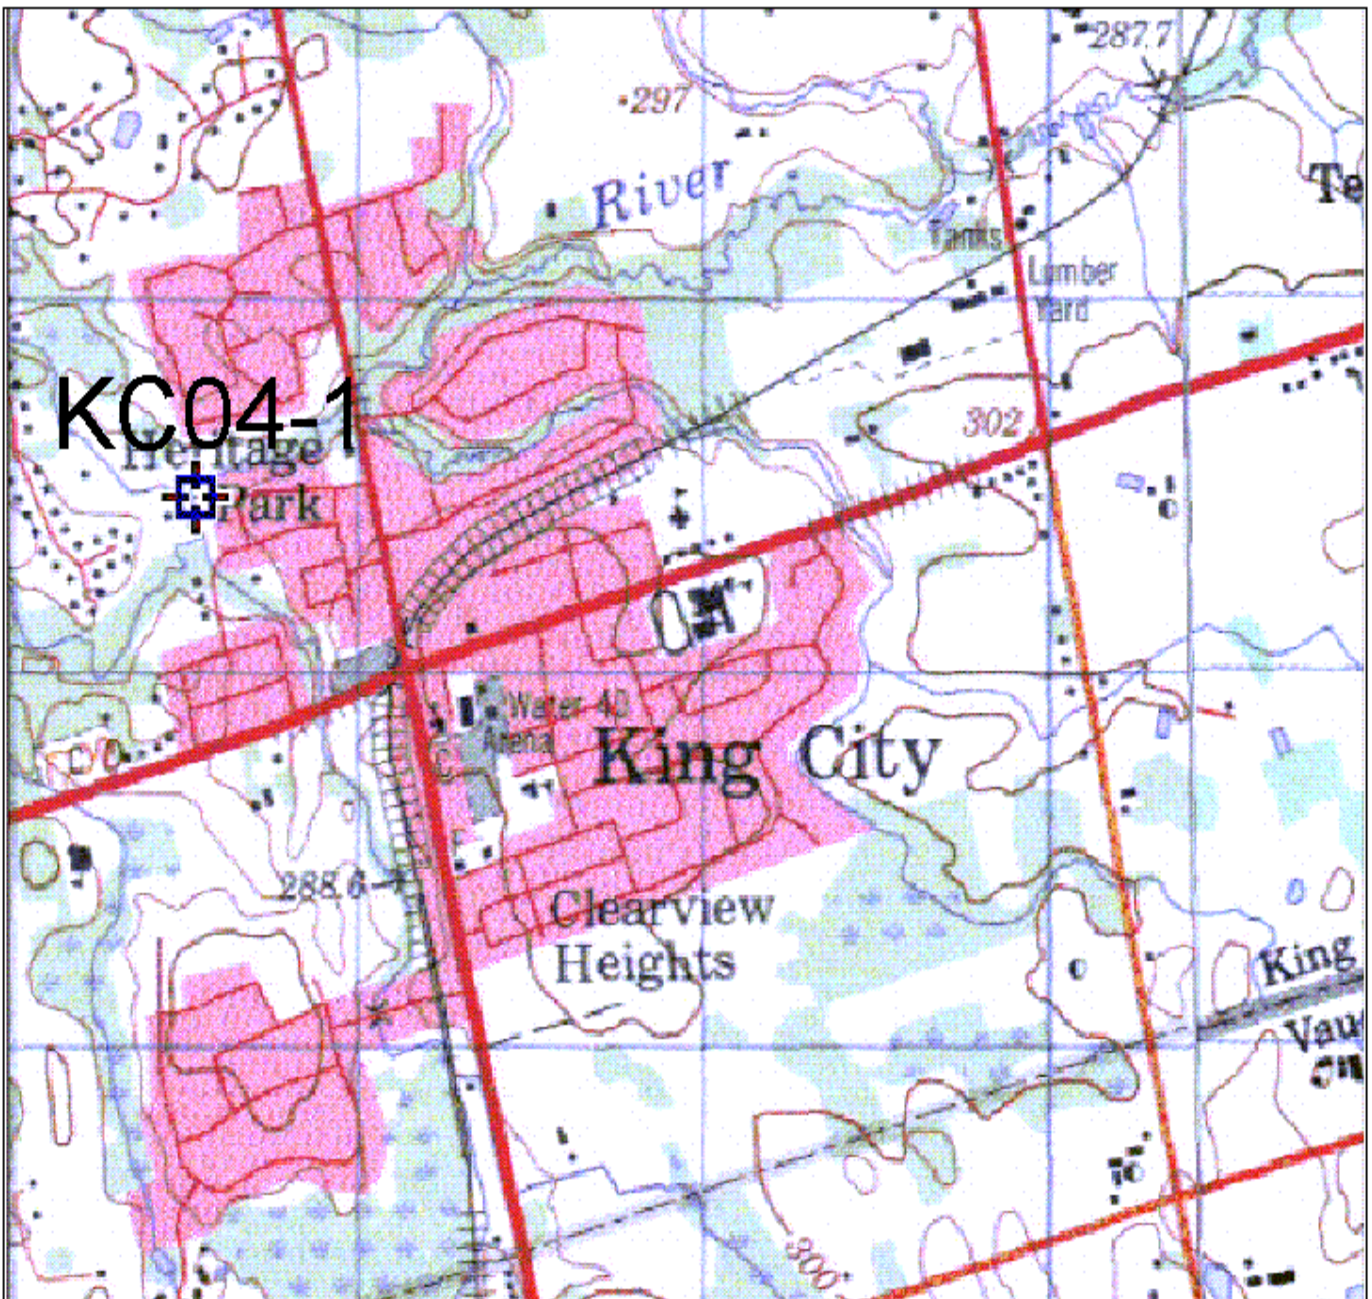 287.7
297
River
Te
Tanks
Lumber
Yard
KC04-1
302
Heritage
Park
Water 40
Arena
King City
288.6
Clearview
Heights
King
Vau
300